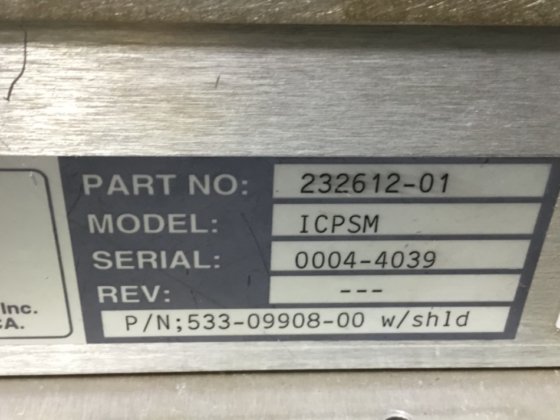 PART NO: 232612-01
MODEL: ICPSM
SERIAL: 0004-4039
REV: ---
Inc.
P/N;533-09908-00 w/shld
CA.